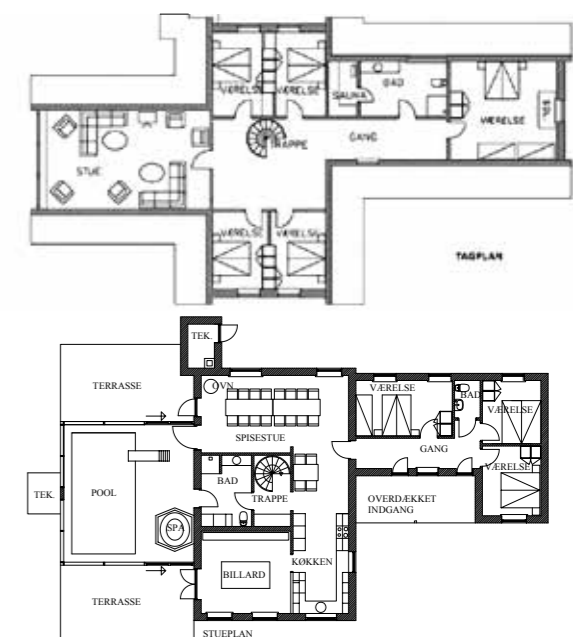 VÆRELSE
VÆRELSE
SAUNA
BAD
VÆRELSE
TRAPPE
GANG
STUE
VÆRELSE
VÆRELSE
TAGPLAN
TEK.
TERRASSE
OVN
VÆRELSE
BAD
VÆRELSE
SPISESTUE
GANG
VÆRELSE
POOL
BAD
TRAPPE
TEK.
OVERDÆKKET
INDGANG
SPA
KØKKEN
BILLARD
TERRASSE
STUEPLAN